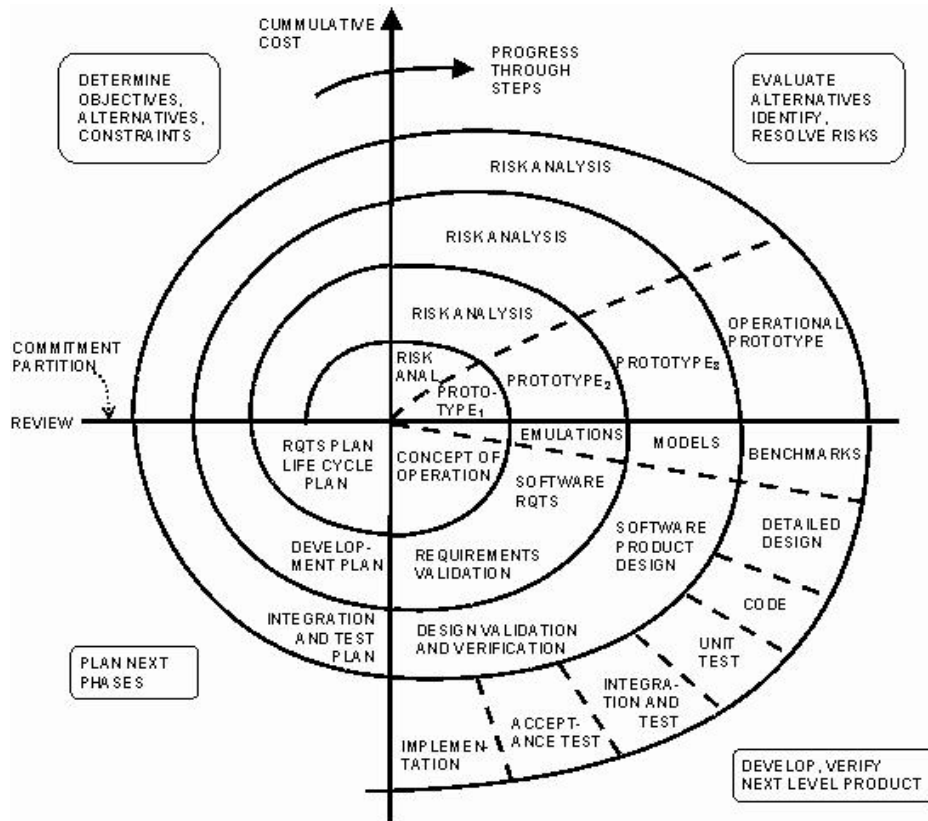 CUMMULATIVE
COST
PROGRESS
THROUGH
STEPS
DETERMINE
OBJECTIVES,
ALTERNATIVES,
CONSTRAINTS
EVALUATE
ALTERNATIVES
IDENTIFY,
RESOLVE RISKS
RISK ANALYSIS
RISK ANALYSIS
RISK ANALYSIS
RISK
ANAL.
PROTO-
TYPE1
PROTOTYPE2
PROTOTYPE3
OPERATIONAL
PROTOTYPE
COMMITMENT
PARTITION
REVIEW
RQTS PLAN
LIFE CYCLE
PLAN
CONCEPT OF
OPERATION
EMULATIONS
MODELS
BENCHMARKS
SOFTWARE
RQTS
SOFTWARE
PRODUCT
DESIGN
DETAILED
DESIGN
DEVELOP-
MENT PLAN
REQUIREMENTS
VALIDATION
CODE
UNIT
TEST
INTEGRATION
AND TEST
PLAN
DESIGN VALIDATION
AND VERIFICATION
INTEGRA-
TION AND
TEST
ACCEPT-
ANCE TEST
IMPLEMEN-
TATION
PLAN NEXT
PHASES
DEVELOP, VERIFY
NEXT LEVEL PRODUCT